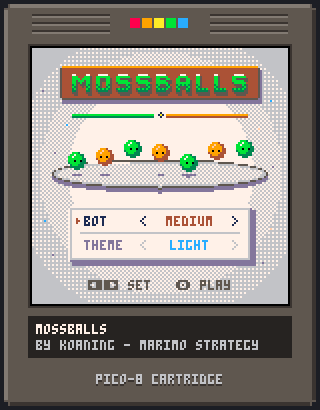 MOSSBALLS
BOT < MEDIUM >
THEME < LIGHT >
SET PLAY
MOSSBALLS
BY KOANING - MARIMO STRATEGY
PICO-8 CARTRIDGE